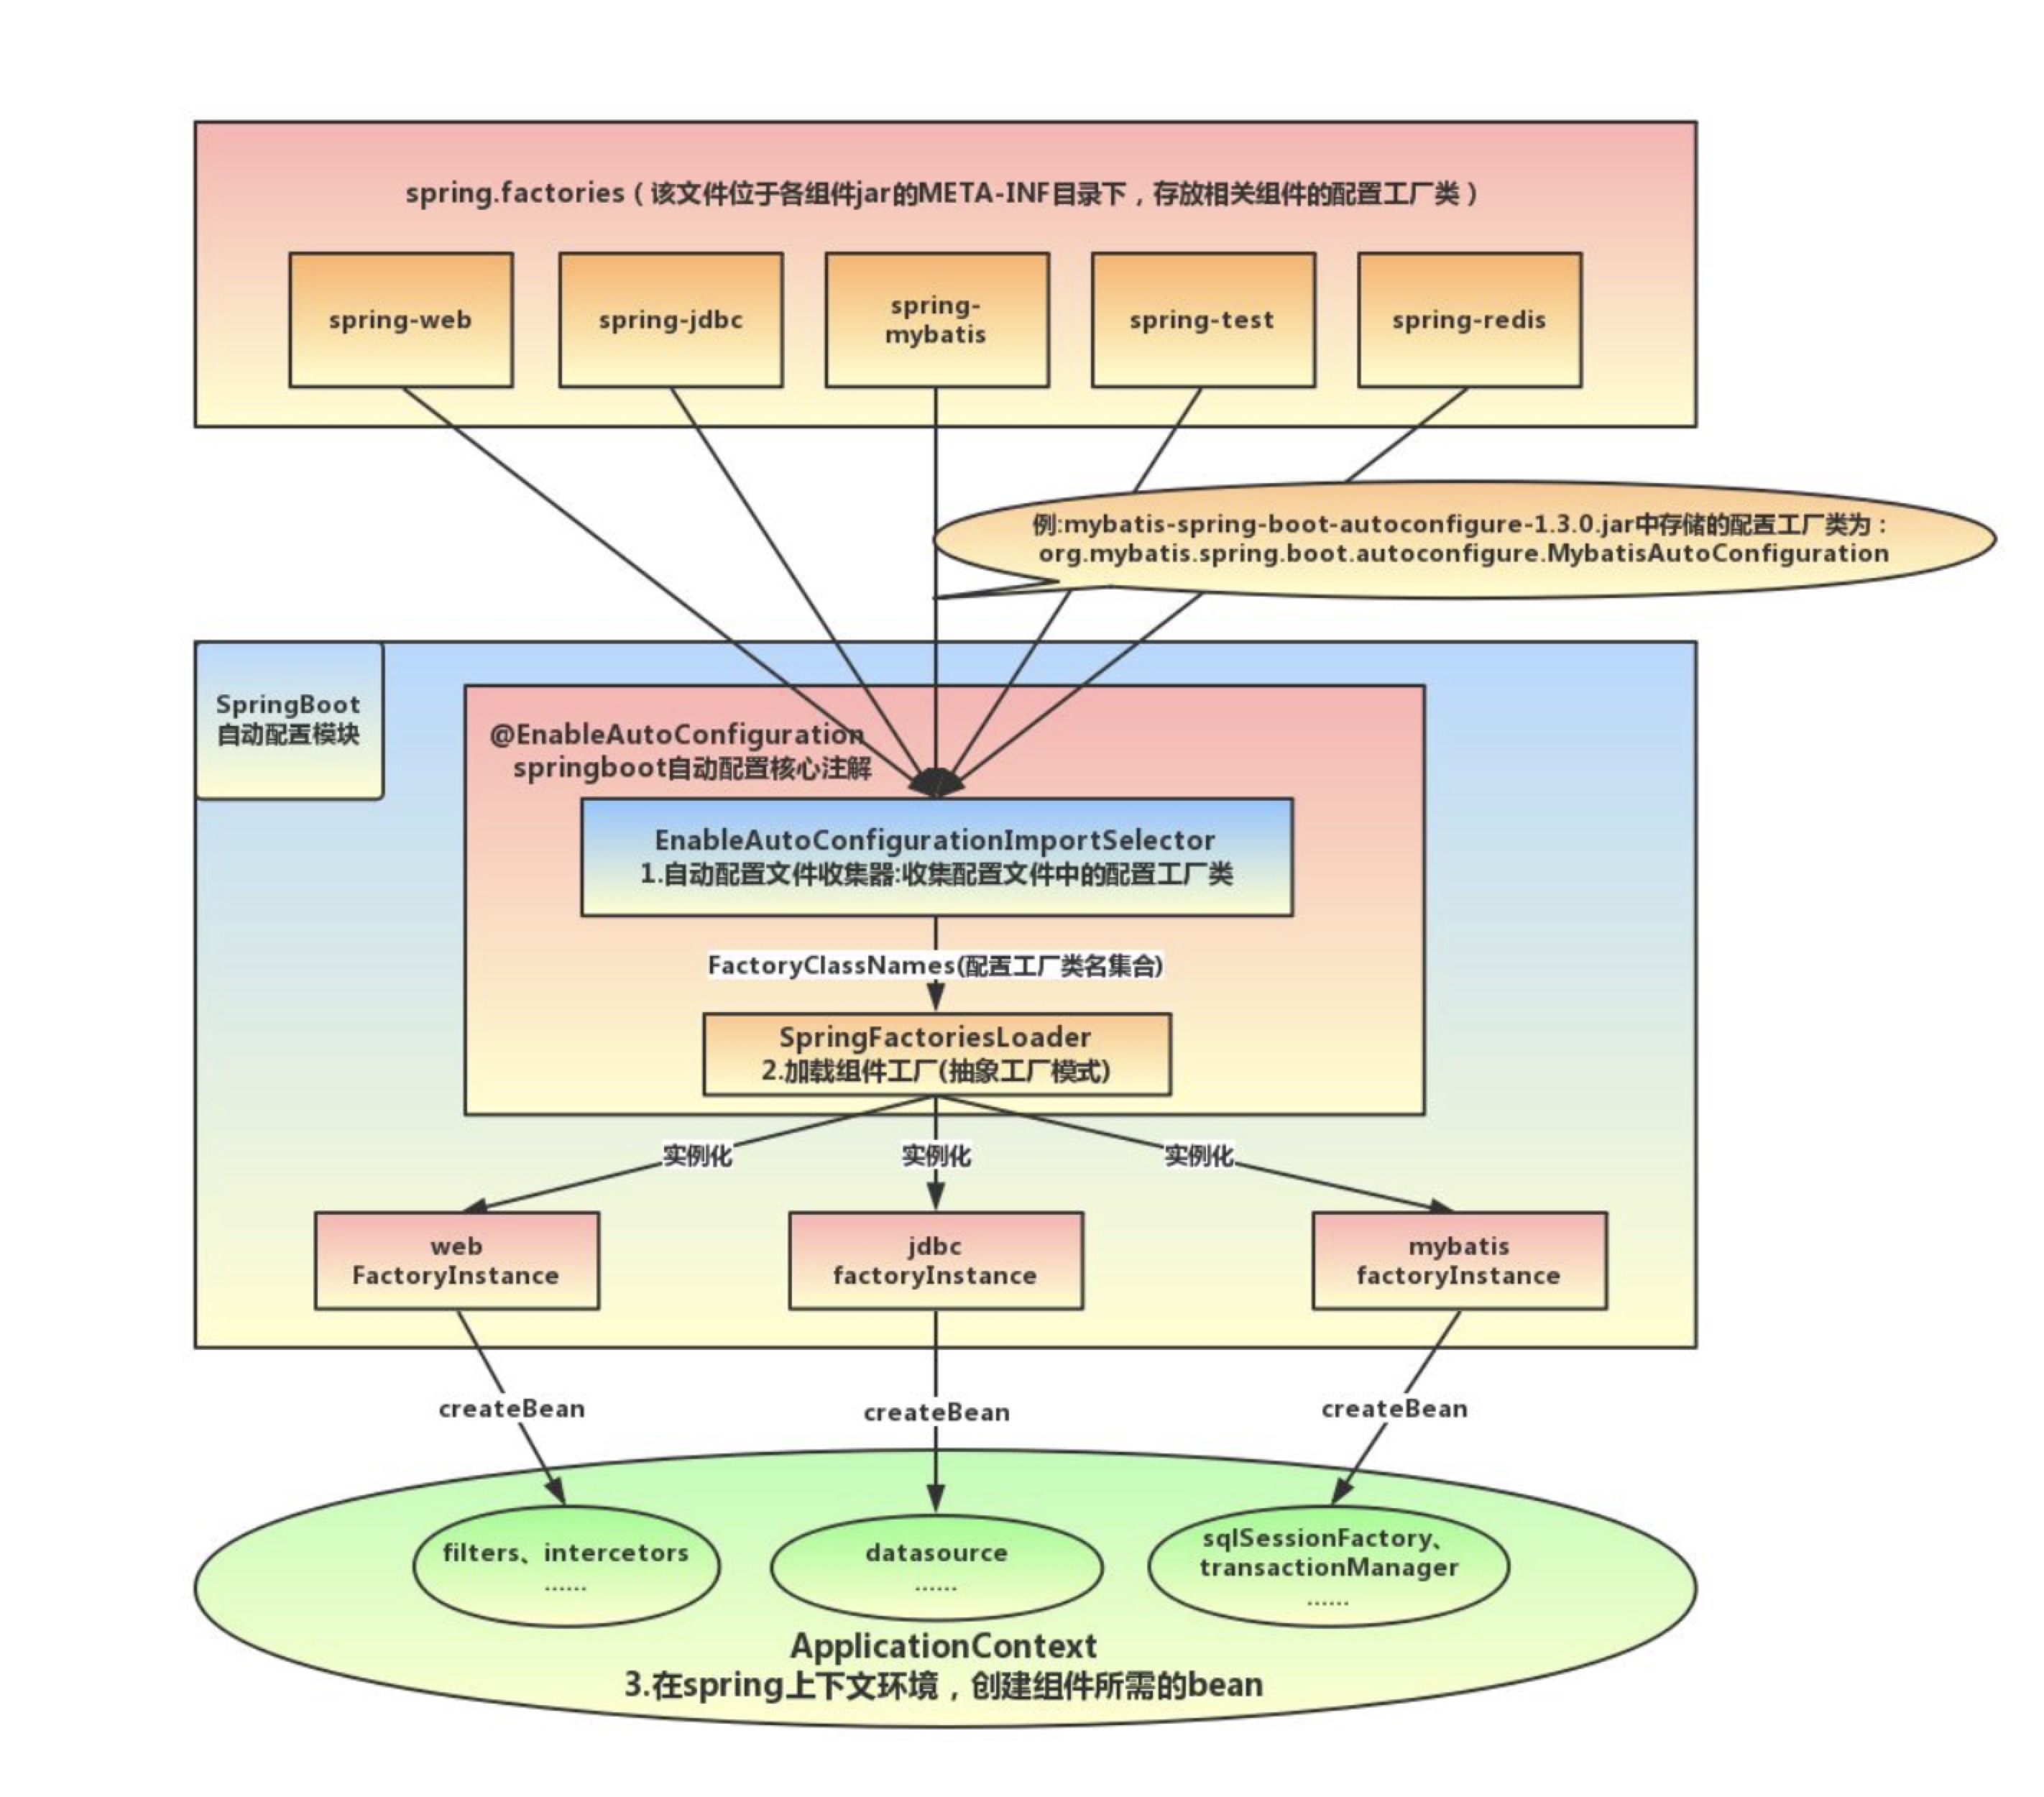 spring.factories（该文件位于各组件jar的META-INF目录下，存放相关组件的配置工厂类）
spring-web
spring-jdbc
spring-
mybatis
spring-test
spring-redis
例:mybatis-spring-boot-autoconfigure-1.3.0.jar中存储的配置工厂类为：
org.mybatis.spring.boot.autoconfigure.MybatisAutoConfiguration
SpringBoot
自动配置模块
@EnableAutoConfiguration
springboot自动配置核心注解
EnableAutoConfigurationImportSelector
1.自动配置文件收集器:收集配置文件中的配置工厂类
FactoryClassNames(配置工厂类名集合)
SpringFactoriesLoader
2.加载组件工厂(抽象工厂模式)
实例化
实例化
实例化
web
FactoryInstance
jdbc
factoryInstance
mybatis
factoryInstance
createBean
createBean
createBean
filters、intercetors
......
datasource
......
sqlSessionFactory、
transactionManager
......
ApplicationContext
3.在spring上下文环境，创建组件所需的bean